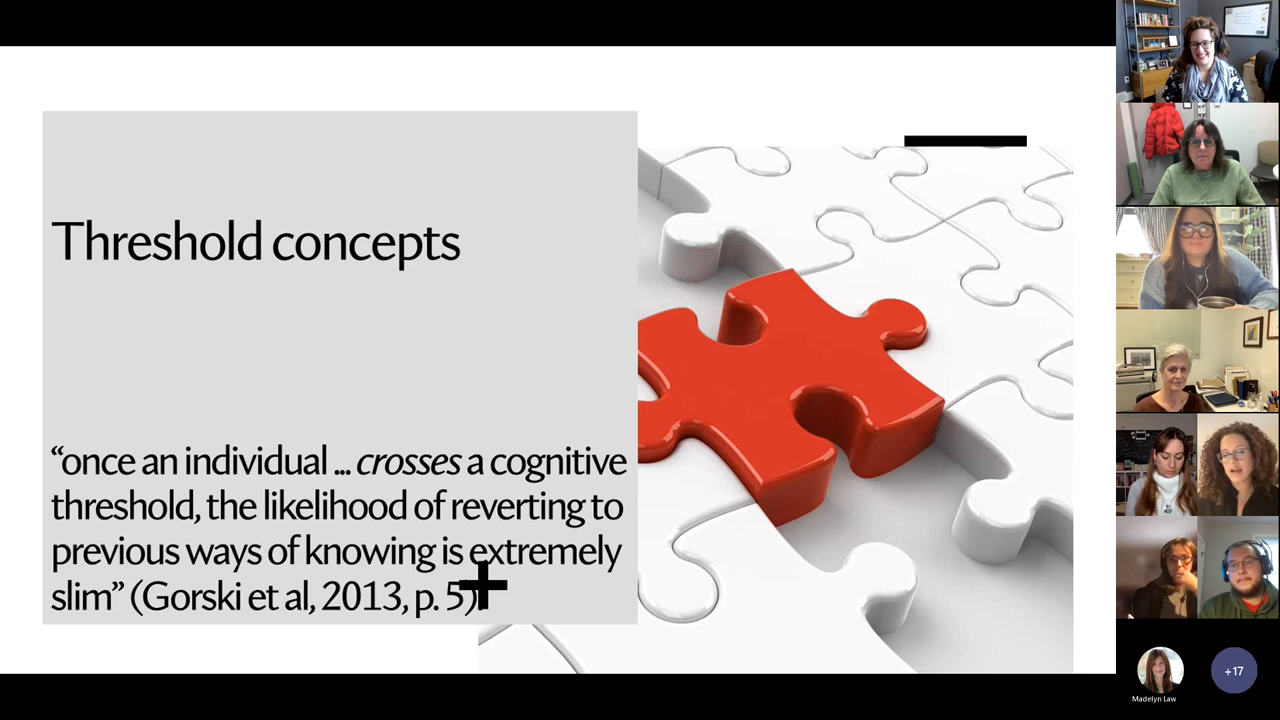 Threshold concepts
“once an individual ... crosses a cognitive
threshold, the likelihood of reverting to
previous ways of knowing is extremely
slim” (Gorski et al, 2013, p. 5)
Madelyn Law
+17